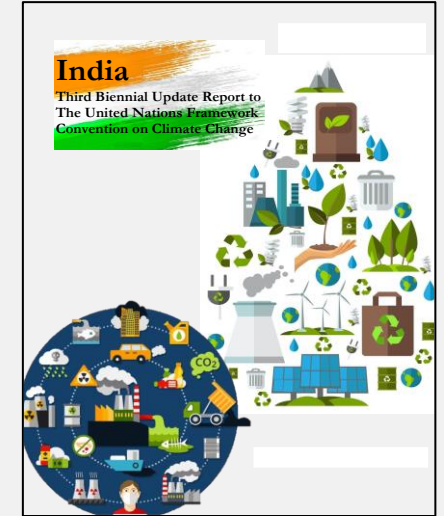 India
Third Biennial Update Report to
The United Nations Framework
Convention on Climate Change
CO₂